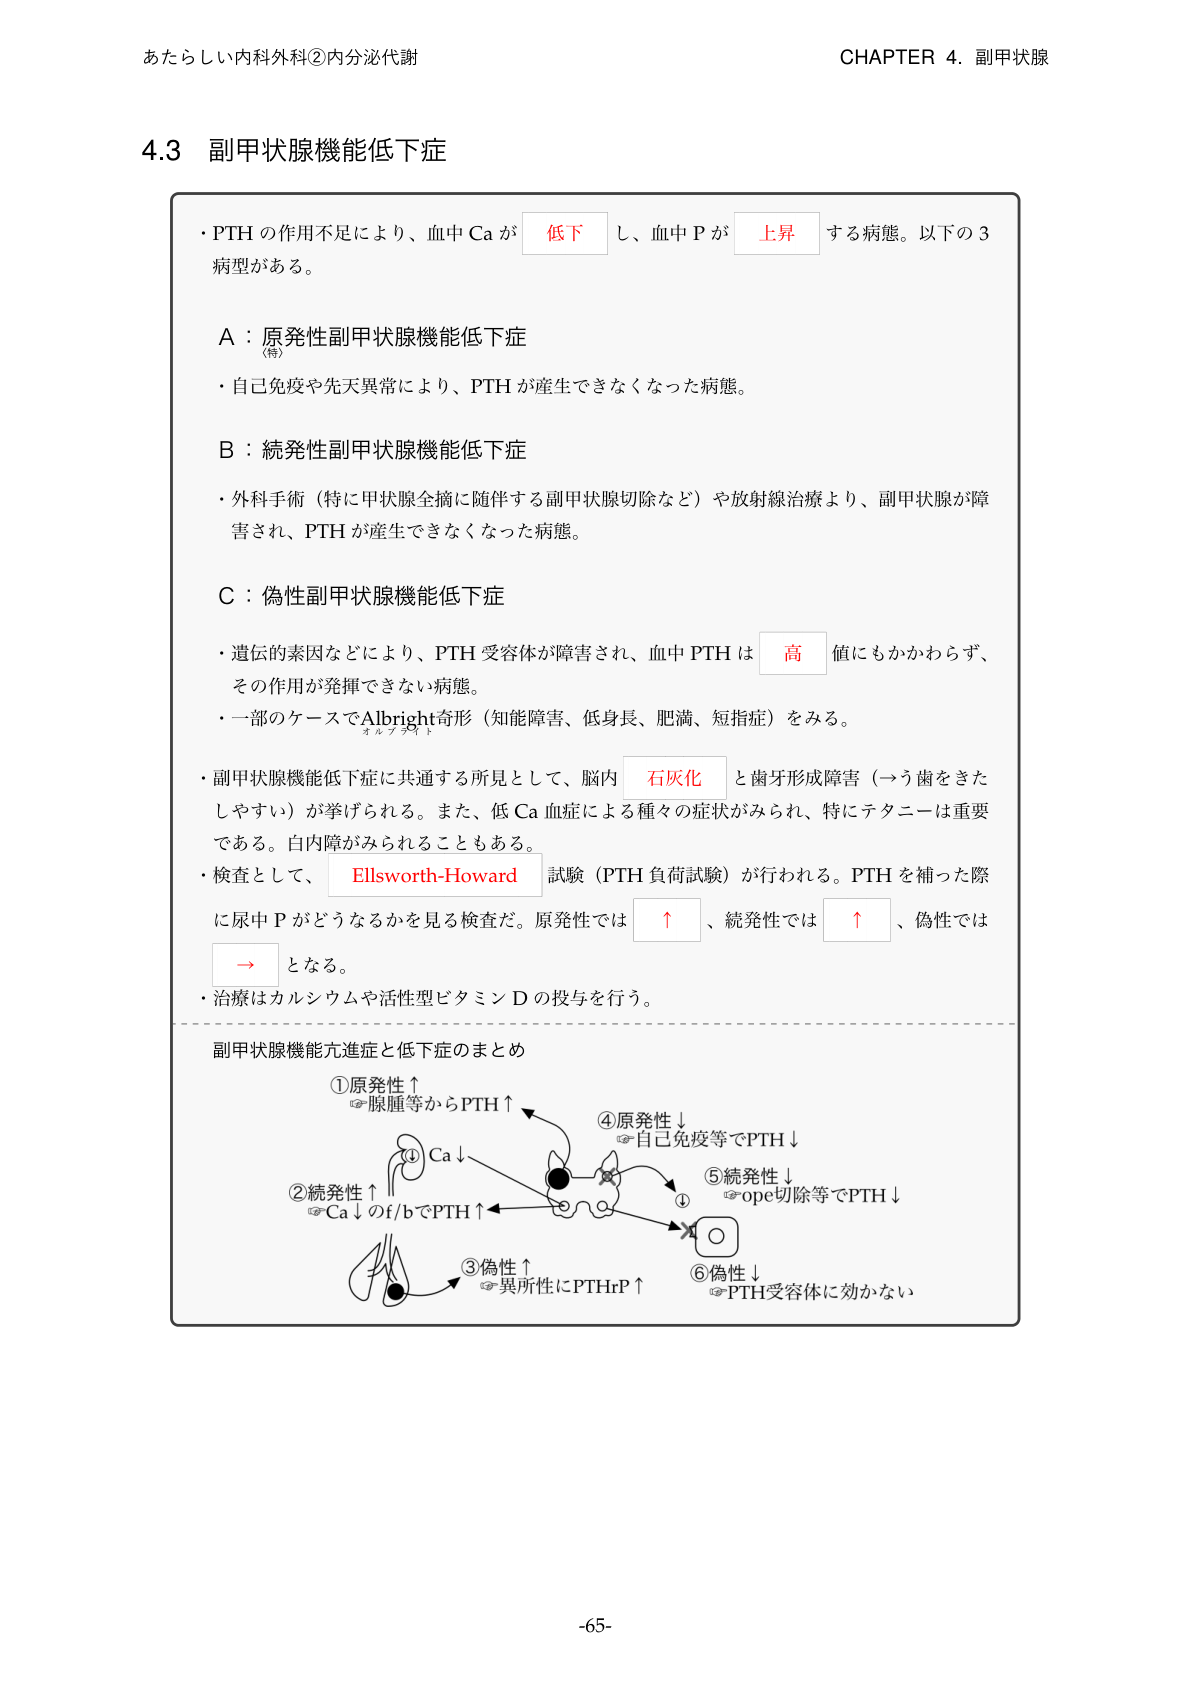 あたらしい内科外科②内分泌代謝
CHAPTER 4. 副甲状腺
4.3 副甲状腺機能低下症
・PTH の作用不足により、血中 Ca が 低下 し、血中 P が 上昇 する病態。以下の 3
病型がある。
A：原発性副甲状腺機能低下症
〈特〉
・自己免疫や先天異常により、PTH が産生できなくなった病態。
B：続発性副甲状腺機能低下症
・外科手術（特に甲状腺全摘に随伴する副甲状腺切除など）や放射線治療より、副甲状腺が障
害され、PTH が産生できなくなった病態。
C：偽性副甲状腺機能低下症
・遺伝的素因などにより、PTH 受容体が障害され、血中 PTH は 高 値にもかかわらず、
その作用が発揮できない病態。
・一部のケースでAlbright奇形（知能障害、低身長、肥満、短指症）をみる。
オルブライト
・副甲状腺機能低下症に共通する所見として、脳内 石灰化 と歯牙形成障害（→う歯をきた
しやすい）が挙げられる。また、低 Ca 血症による種々の症状がみられ、特にテタニーは重要
である。白内障がみられることもある。
・検査として、 Ellsworth-Howard 試験（PTH 負荷試験）が行われる。PTH を補った際
に尿中 P がどうなるかを見る検査だ。原発性では ↑ 、続発性では ↑ 、偽性では
→ となる。
・治療はカルシウムや活性型ビタミン D の投与を行う。
副甲状腺機能亢進症と低下症のまとめ
①原発性↑
☞腺腫等からPTH↑
④原発性↓
☞自己免疫等でPTH↓
Ca↓
⑤続発性↓
☞ope切除等でPTH↓
②続発性↑
☞Ca↓のf/bでPTH↑
③偽性↑
☞異所性にPTHrP↑
⑥偽性↓
☞PTH受容体に効かない
-65-